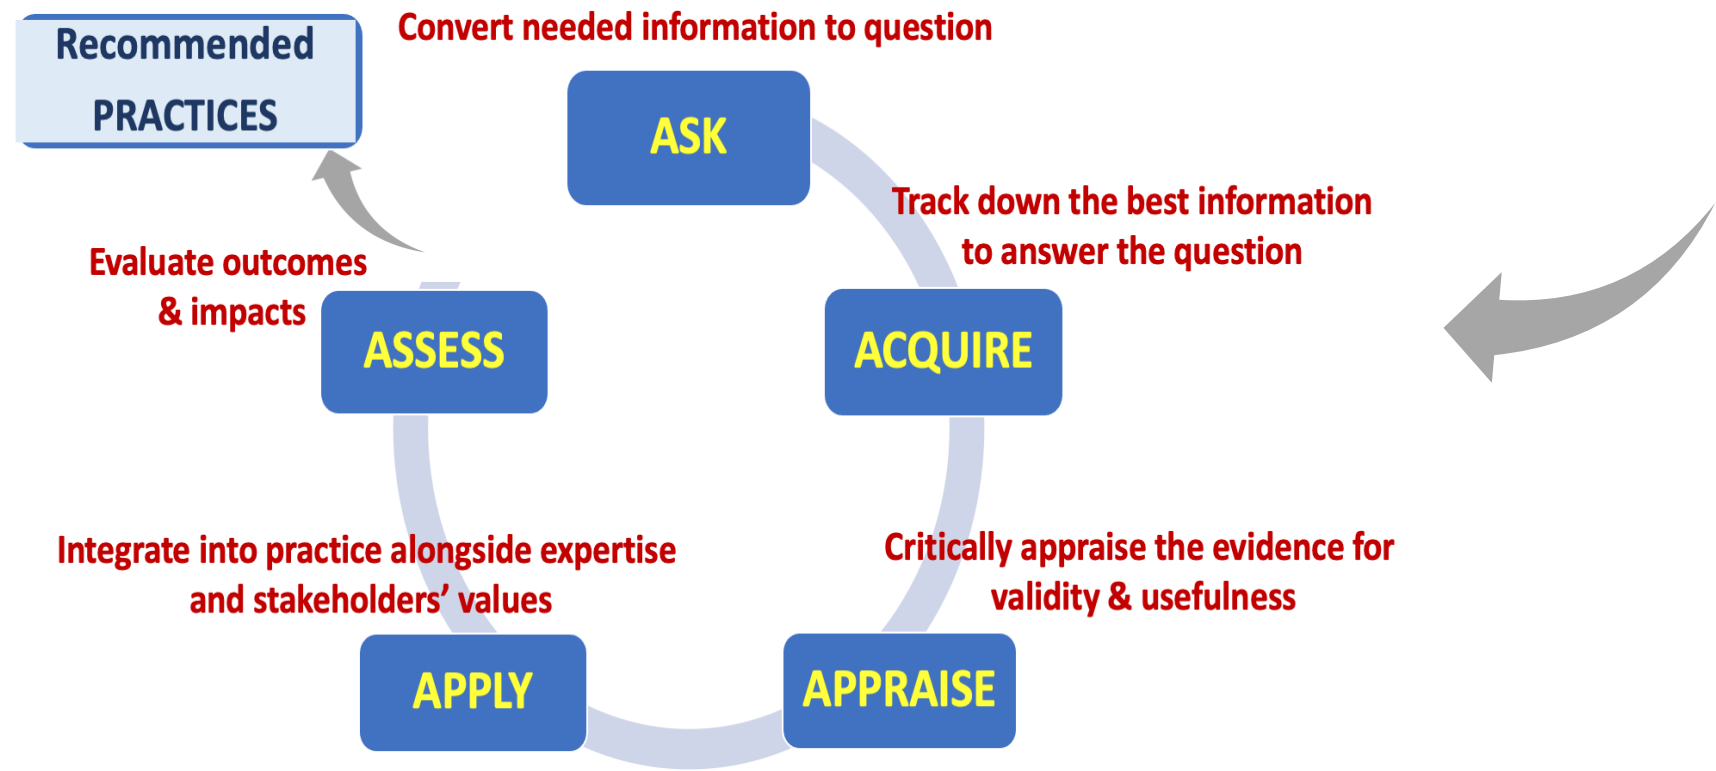 Recommended
PRACTICES
Convert needed information to question
ASK
Track down the best information
to answer the question
ACQUIRE
Critically appraise the evidence for
validity & usefulness
APPRAISE
APPLY
Integrate into practice alongside expertise
and stakeholders’ values
ASSESS
Evaluate outcomes
& impacts